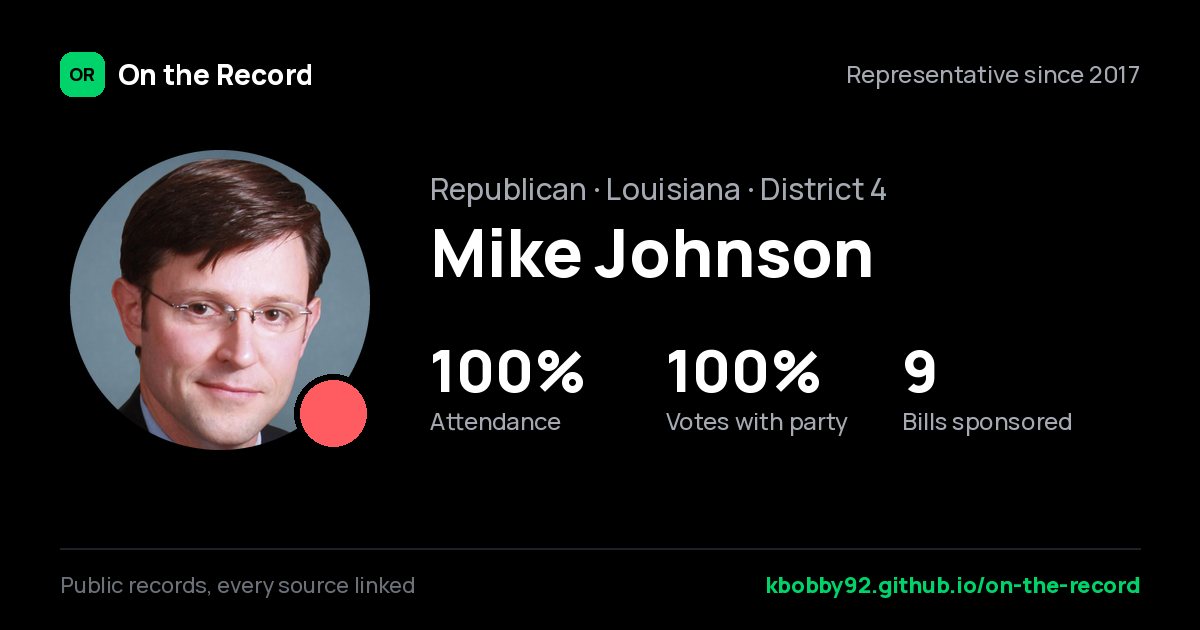 OR On the Record
Representative since 2017
Republican · Louisiana · District 4
Mike Johnson
100% 100% 9
Attendance Votes with party Bills sponsored
Public records, every source linked
kbobby92.github.io/on-the-record